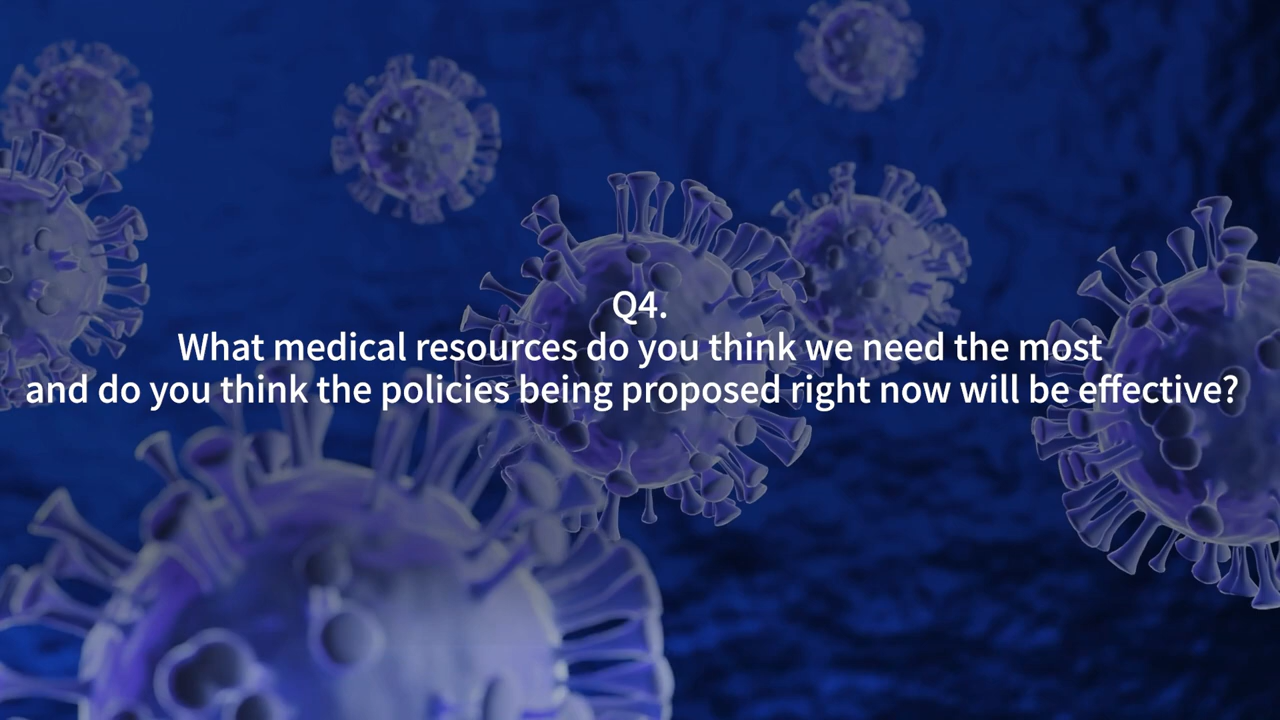 Q4.
What medical resources do you think we need the most
and do you think the policies being proposed right now will be effective?